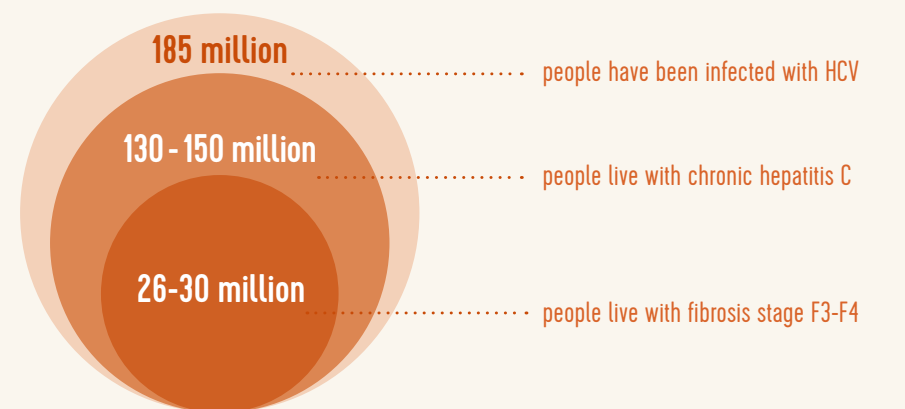 185 million
people have been infected with HCV
130 - 150 million
people live with chronic hepatitis C
26-30 million
people live with fibrosis stage F3-F4